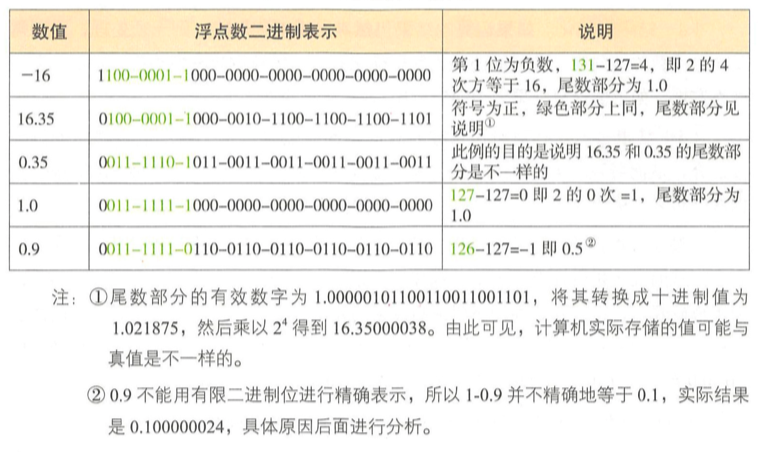 数值 浮点数二进制表示 说明
-16 1100-0001-1000-0000-0000-0000-0000-0000 第1位为负数，131-127=4，即2的4
次方等于16，尾数部分为1.0
16.35 0100-0001-1000-0010-1100-1100-1100-1101 符号为正，绿色部分上同，尾数部分见
说明①
0.35 0011-1110-1011-0011-0011-0011-0011-0011 此例的目的是说明16.35和0.35的尾数部
分是不一样的
1.0 0011-1111-1000-0000-0000-0000-0000-0000 127-127=0即2的0次=1，尾数部分为
1.0
0.9 0011-1111-0110-0110-0110-0110-0110-0110 126-127=-1即0.5②
注：①尾数部分的有效数字为1.00000101100110011001101，将其转换成十进制值为
1.021875，然后乘以2⁴得到16.35000038。由此可见，计算机实际存储的值可能与
真值是不一样的。
②0.9不能用有限二进制位进行精确表示，所以1-0.9并不精确地等于0.1，实际结果
是0.100000024，具体原因后面进行分析。